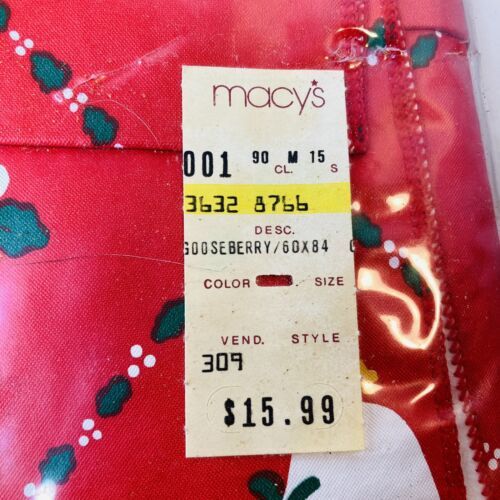 macy's
001 90 M 15
CL. S
3632 8766
DESC.
GOOSEBERRY/60X84
COLOR SIZE
VEND. STYLE
309
$15.99